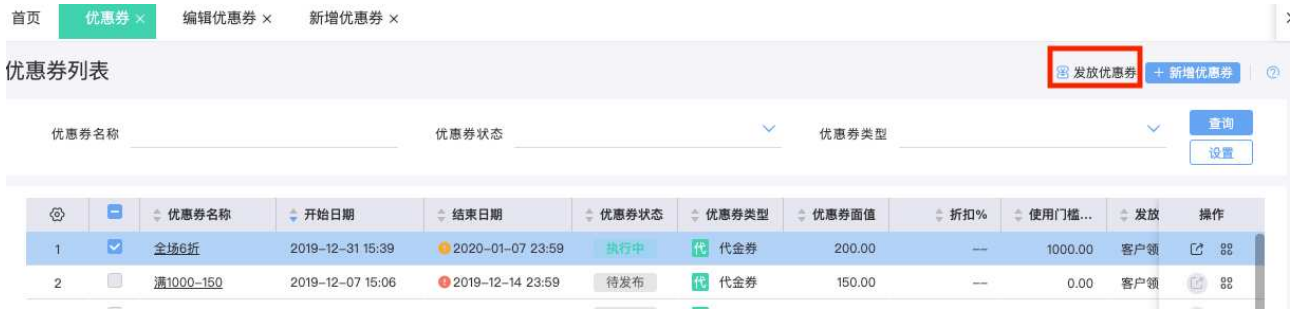 首页 优惠券 × 编辑优惠券 × 新增优惠券 ×
优惠券列表 发放优惠券 + 新增优惠券
优惠券名称 优惠券状态 优惠券类型 查询
设置
优惠券名称 开始日期 结束日期 优惠券状态 优惠券类型 优惠券面值 折扣% 使用门槛... 发放 操作
1 全场6折 2019-12-31 15:39 2020-01-07 23:59 执行中 代 代金券 200.00 -- 1000.00 客户领
2 满1000-150 2019-12-07 15:06 2019-12-14 23:59 待发布 代 代金券 150.00 -- 0.00 客户领